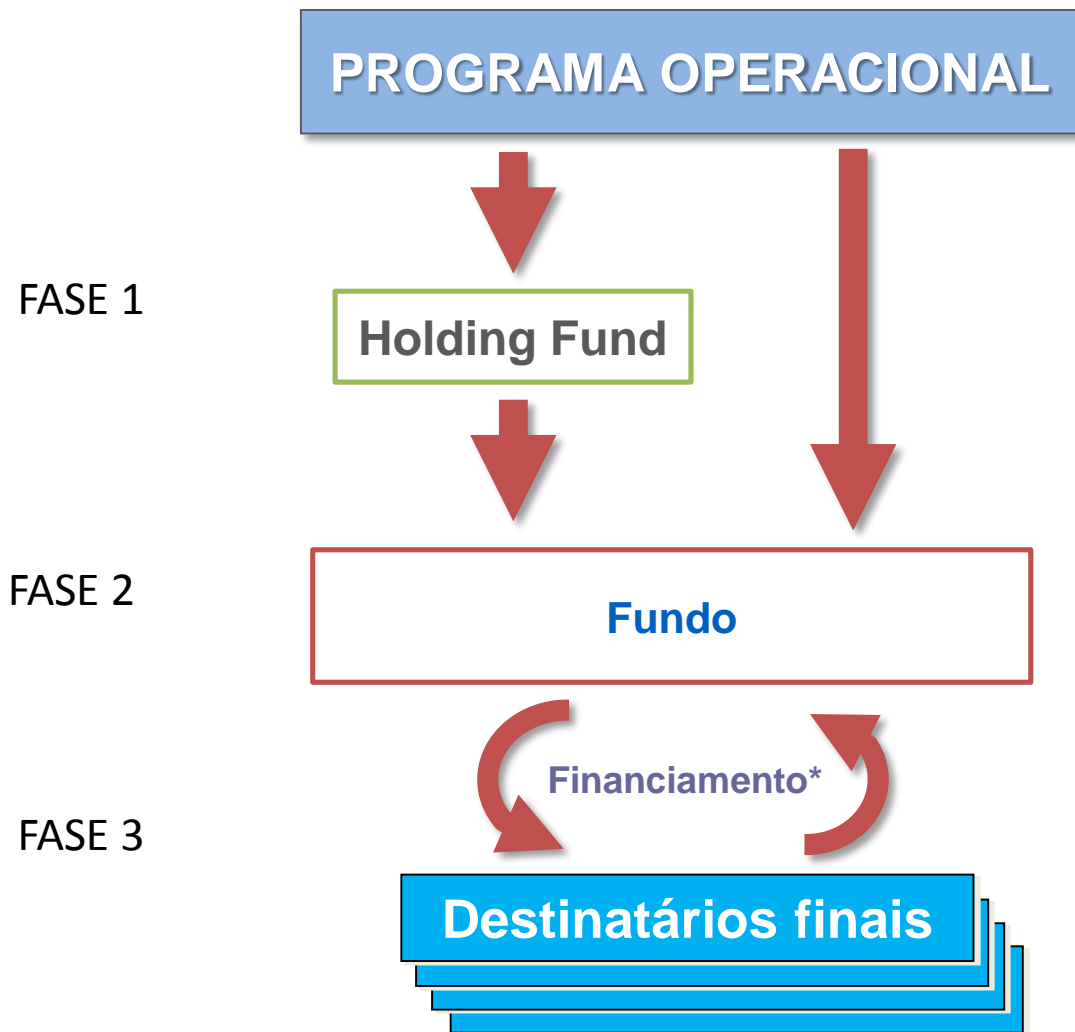 PROGRAMA OPERACIONAL
FASE 1
Holding Fund
FASE 2
Fundo
Financiamento*
FASE 3
Destinatários finais